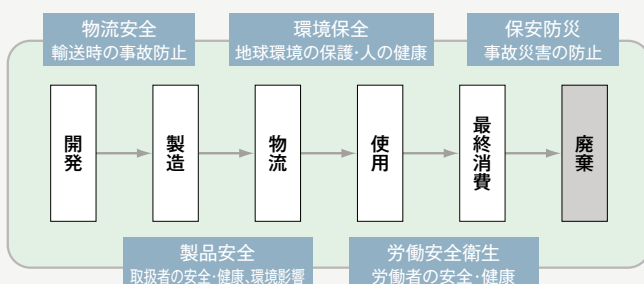 物流安全
輸送時の事故防止
環境保全
地球環境の保護･人の健康
保安防災
事故災害の防止
開発
製造
物流
使用
最終消費
廃棄
製品安全
取扱者の安全･健康、環境影響
労働安全衛生
労働者の安全･健康